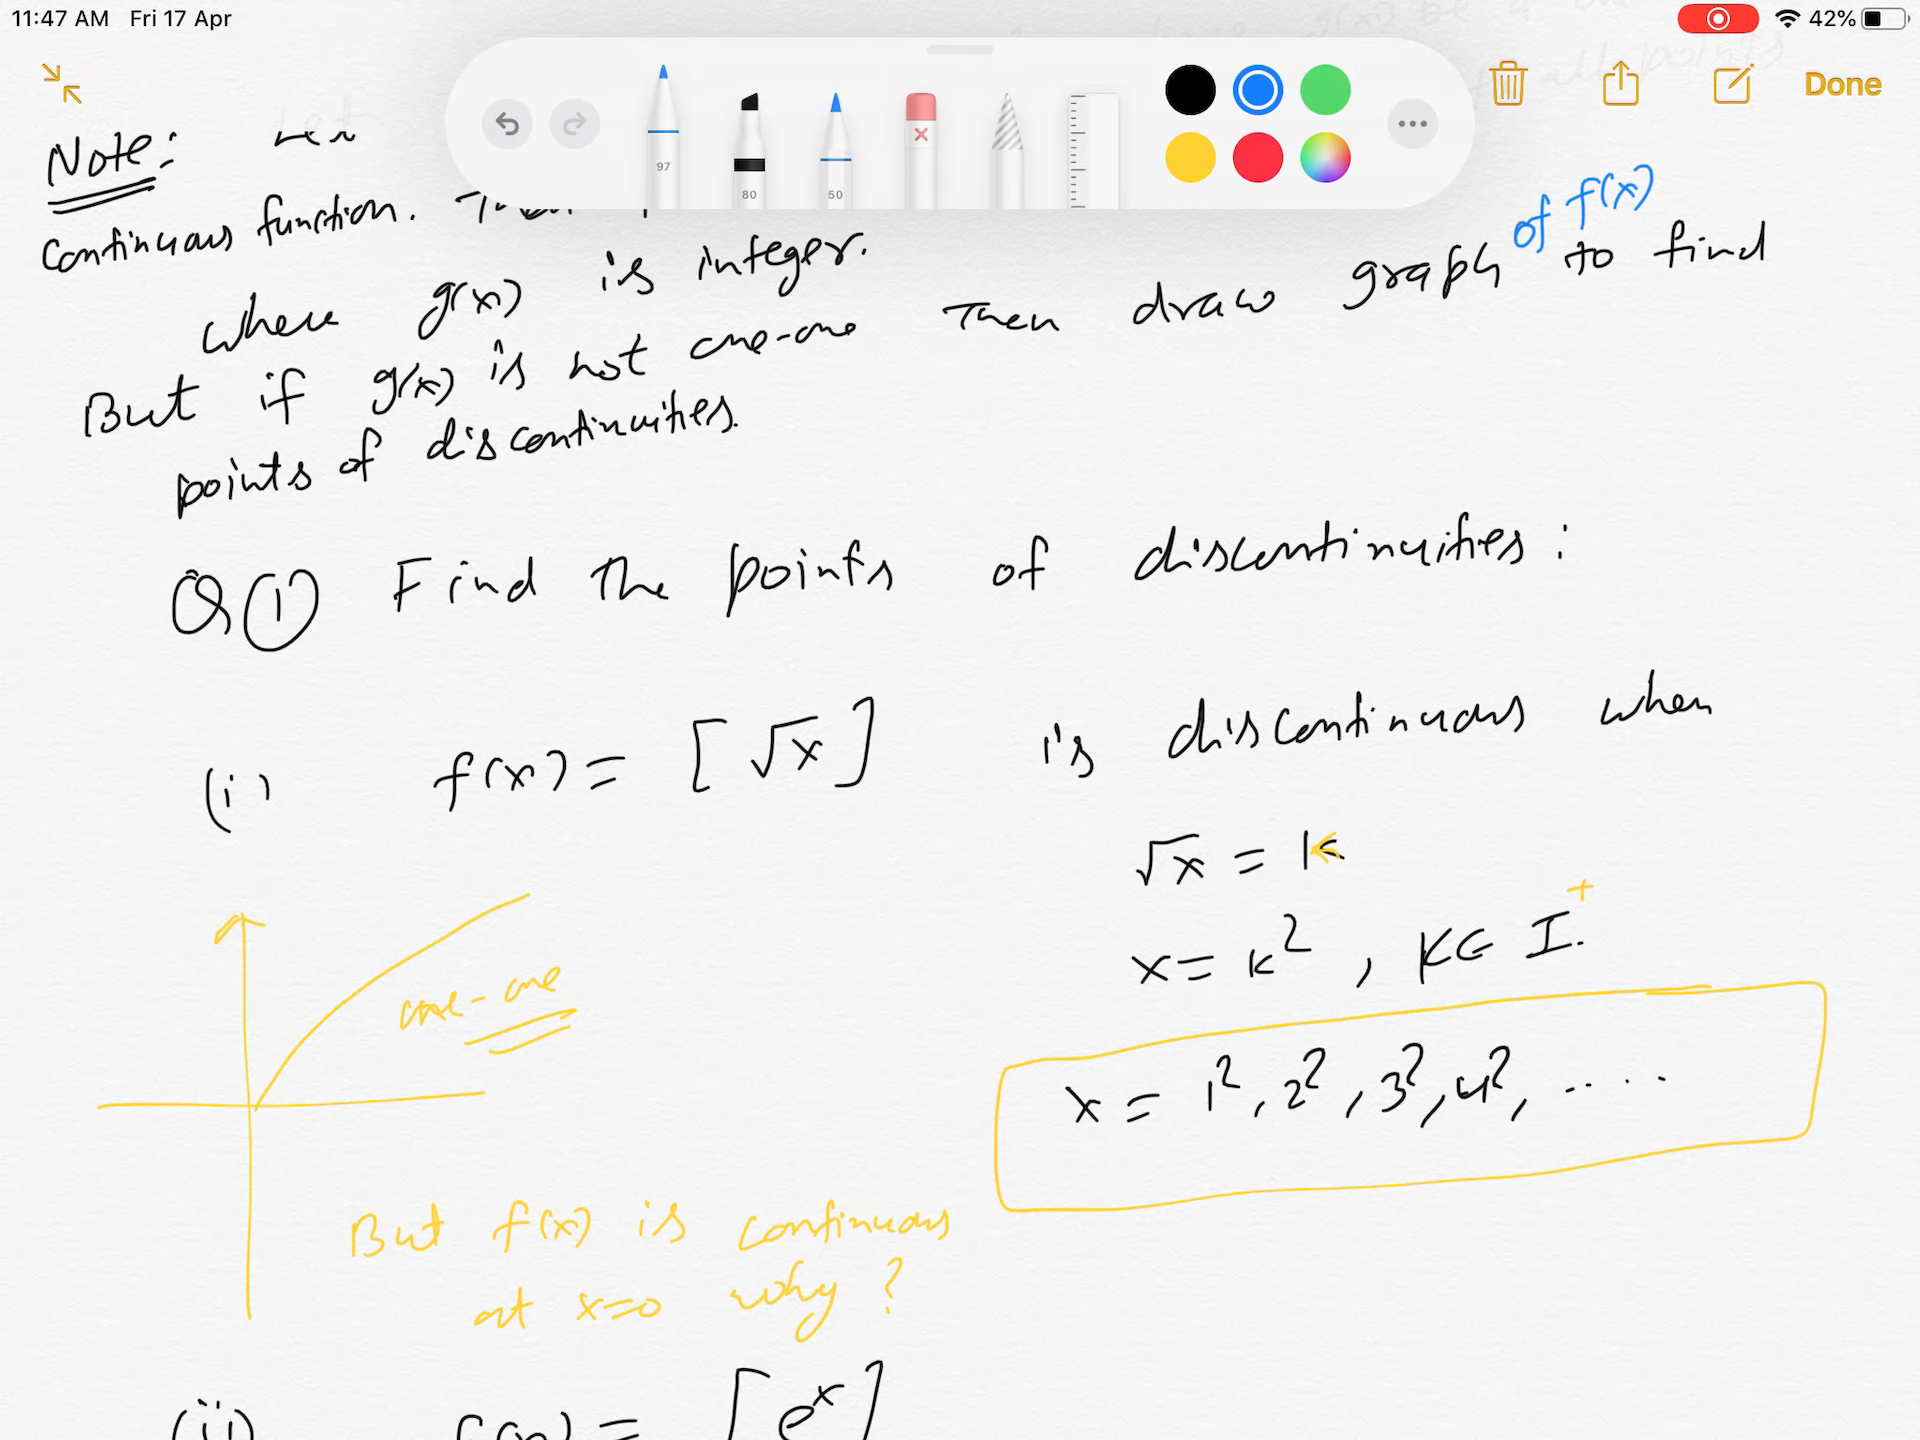 11:47 AM Fri 17 Apr
42%
Done
97
80
50
Note:
continuous function.
of f(x)
where g(x) is integer.
But if g(x) is not one-one Then draw graph to find
points of discontinuities.
Q ① Find the points of discontinuities:
(i) f(x) = [√x] is discontinuous when
√x = K
x = K², K∈ I⁺.
one-one
x = 1², 2², 3², 4², .....
But f(x) is continuous
at x=0 why?
(ii) f(x) = [eˣ]